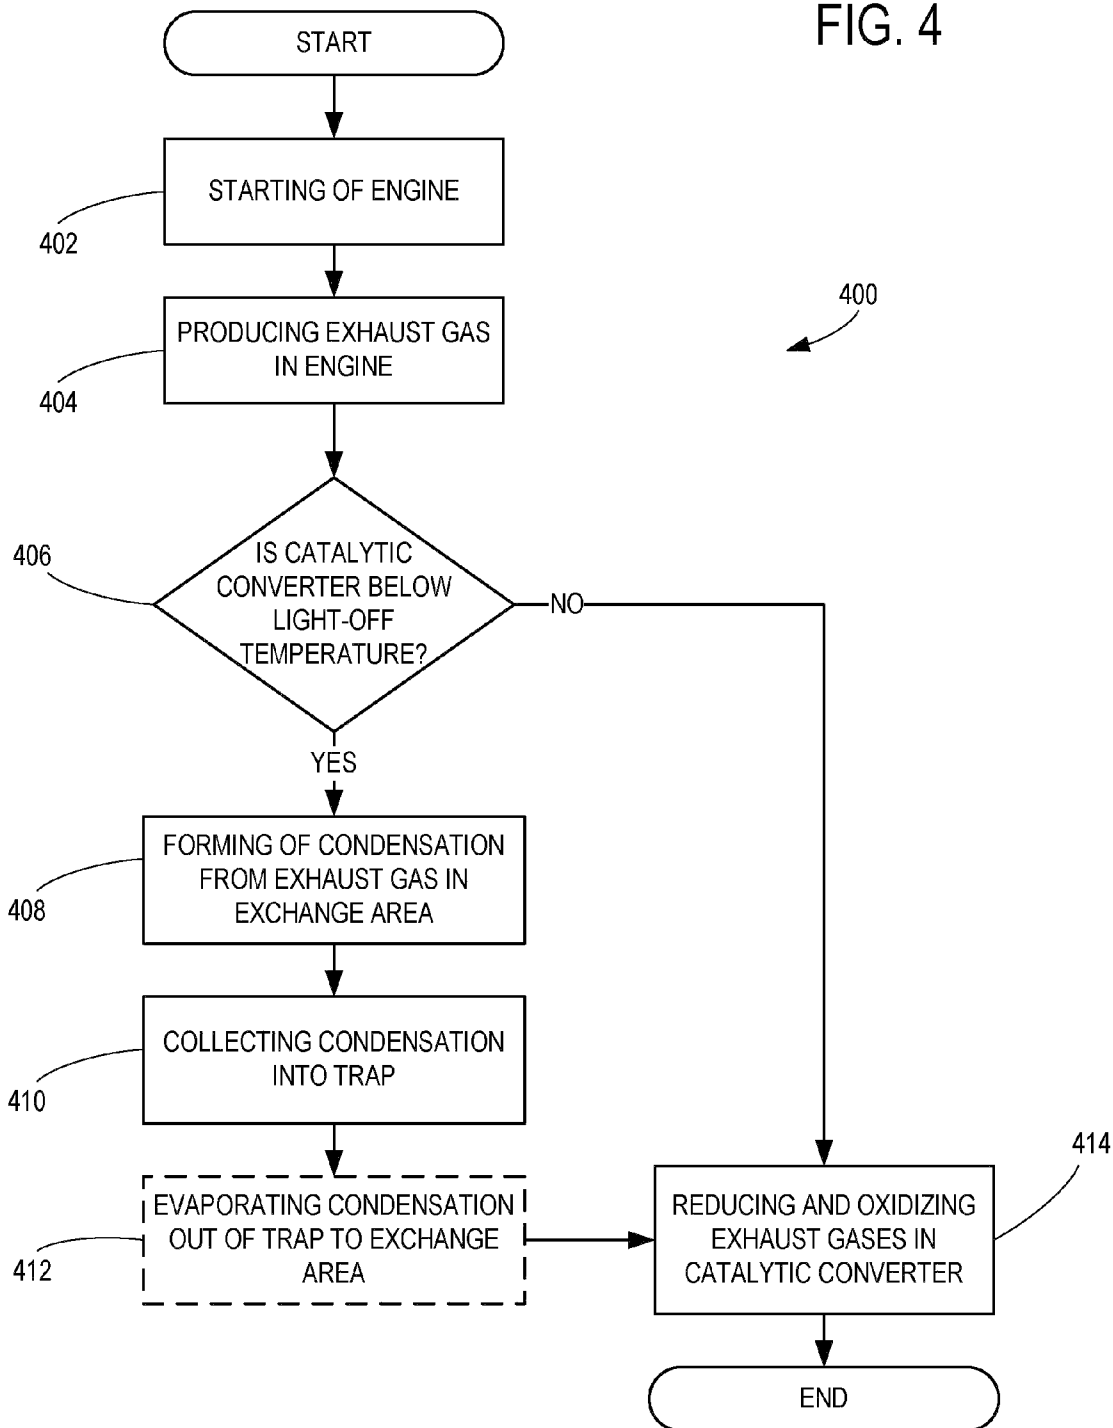 FIG. 4
START
STARTING OF ENGINE
402
PRODUCING EXHAUST GAS
IN ENGINE
404
400
IS CATALYTIC
CONVERTER BELOW
LIGHT-OFF
TEMPERATURE?
406
NO
YES
FORMING OF CONDENSATION
FROM EXHAUST GAS IN
EXCHANGE AREA
408
COLLECTING CONDENSATION
INTO TRAP
410
EVAPORATING CONDENSATION
OUT OF TRAP TO EXCHANGE
AREA
412
REDUCING AND OXIDIZING
EXHAUST GASES IN
CATALYTIC CONVERTER
414
END